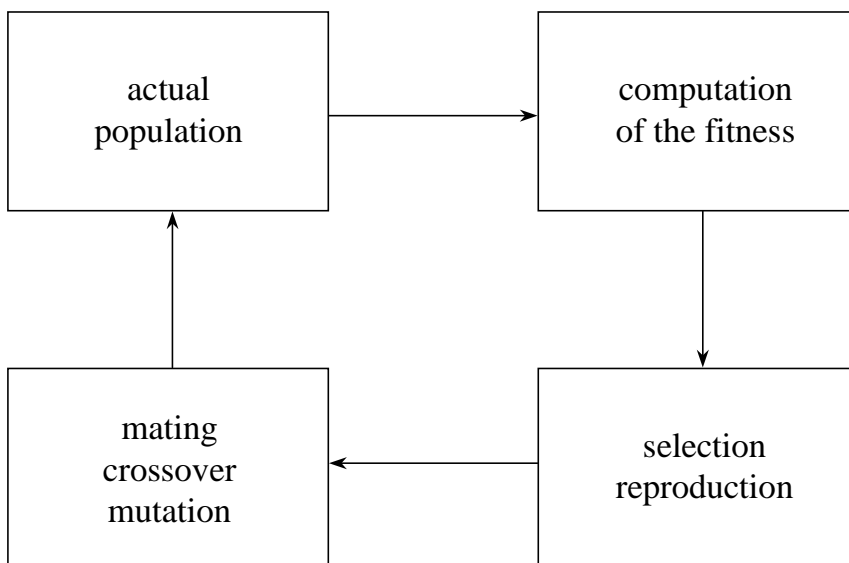 actual
population
computation
of the fitness
mating
crossover
mutation
selection
reproduction